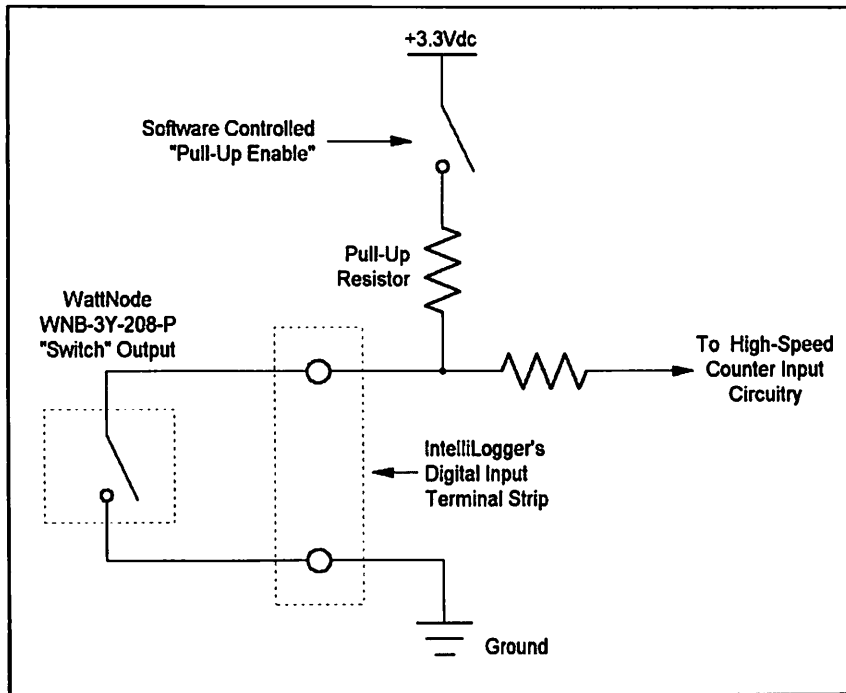 +3.3Vdc
Software Controlled
"Pull-Up Enable"
Pull-Up
Resistor
WattNode
WNB-3Y-208-P
"Switch" Output
To High-Speed
Counter Input
Circuitry
IntelliLogger's
Digital Input
Terminal Strip
Ground